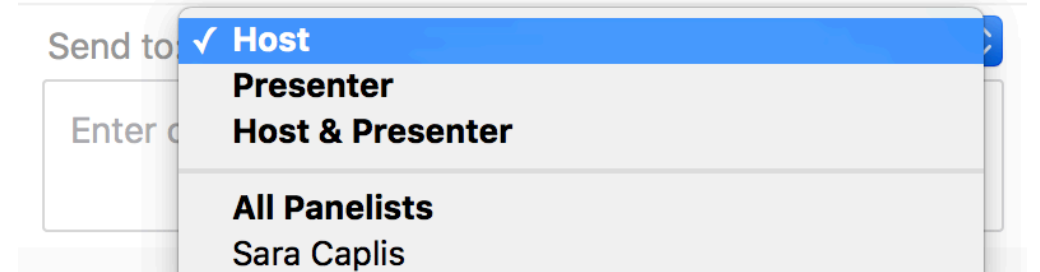 Send to:
✓ Host
Presenter
Host & Presenter
Enter
All Panelists
Sara Caplis